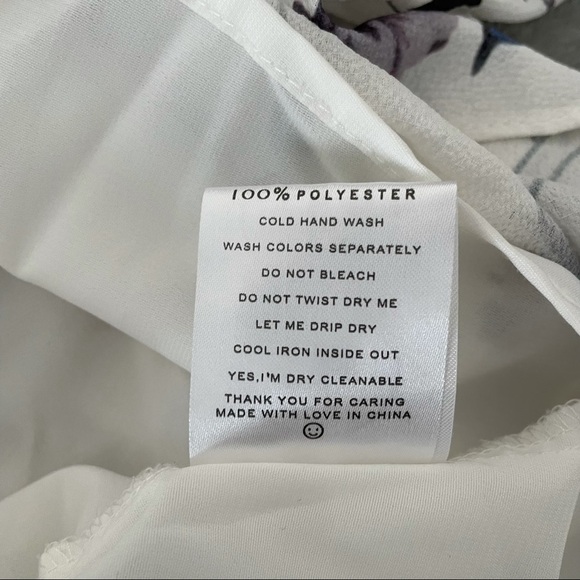 100% POLYESTER
COLD HAND WASH
WASH COLORS SEPARATELY
DO NOT BLEACH
DO NOT TWIST DRY ME
LET ME DRIP DRY
COOL IRON INSIDE OUT
YES,I'M DRY CLEANABLE
THANK YOU FOR CARING
MADE WITH LOVE IN CHINA